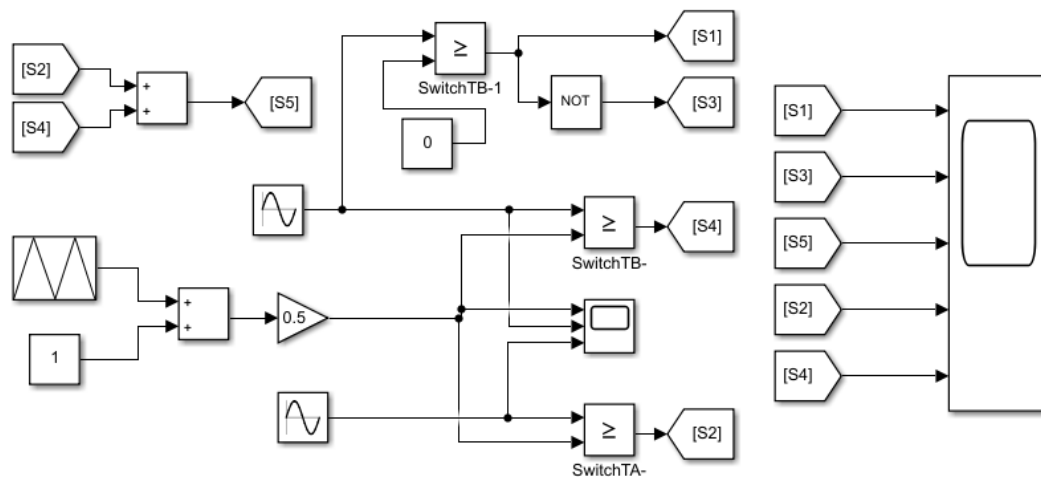 [S2]
[S4]
+
+
[S5]
≥
SwitchTB-1
[S1]
NOT
[S3]
0
≥
SwitchTB-
[S4]
+
+
1
0.5
≥
SwitchTA-
[S2]
[S1]
[S3]
[S5]
[S2]
[S4]